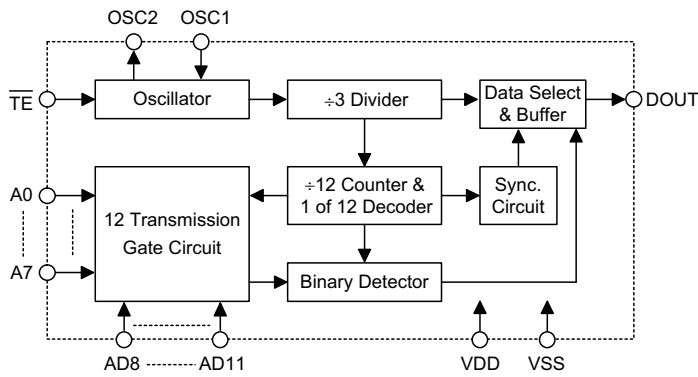 OSC2 OSC1
T̅E̅ Oscillator ÷3 Divider Data Select
& Buffer DOUT
A0 12 Transmission
Gate Circuit ÷12 Counter &
1 of 12 Decoder Sync.
Circuit
A7 Binary Detector
AD8 AD11 VDD VSS